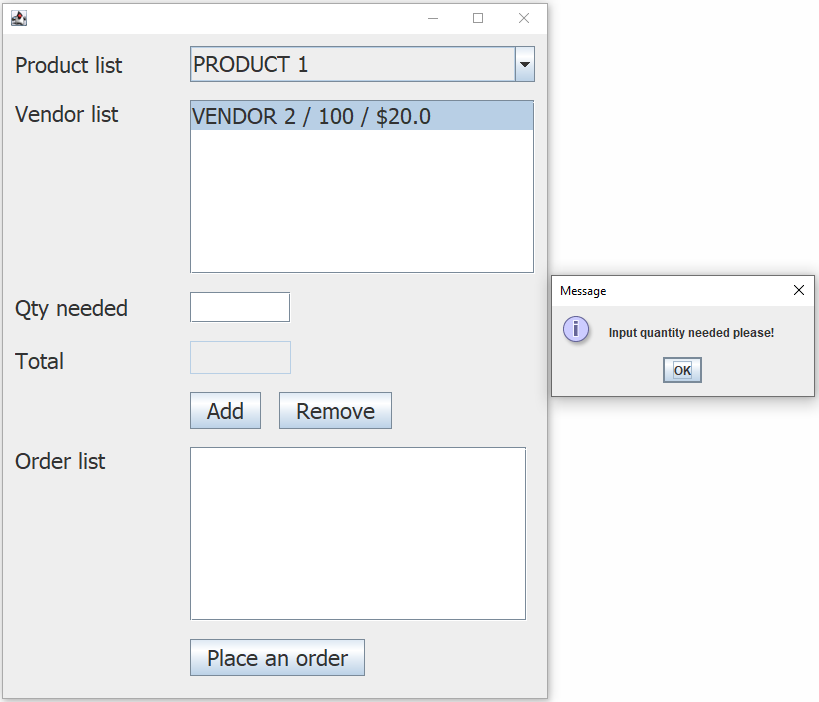 Product list
PRODUCT 1
Vendor list
VENDOR 2 / 100 / $20.0
Qty needed
Total
Add
Remove
Order list
Place an order
Message
Input quantity needed please!
OK